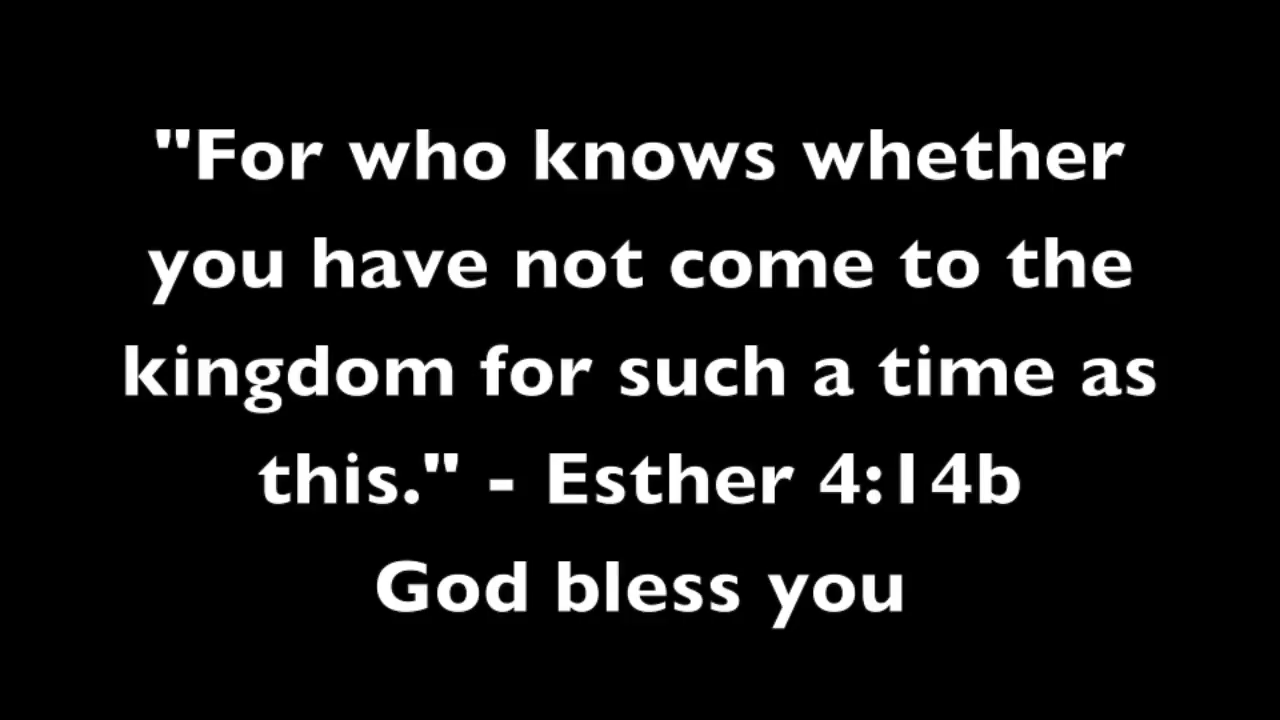 "For who knows whether
you have not come to the
kingdom for such a time as
this." - Esther 4:14b
God bless you